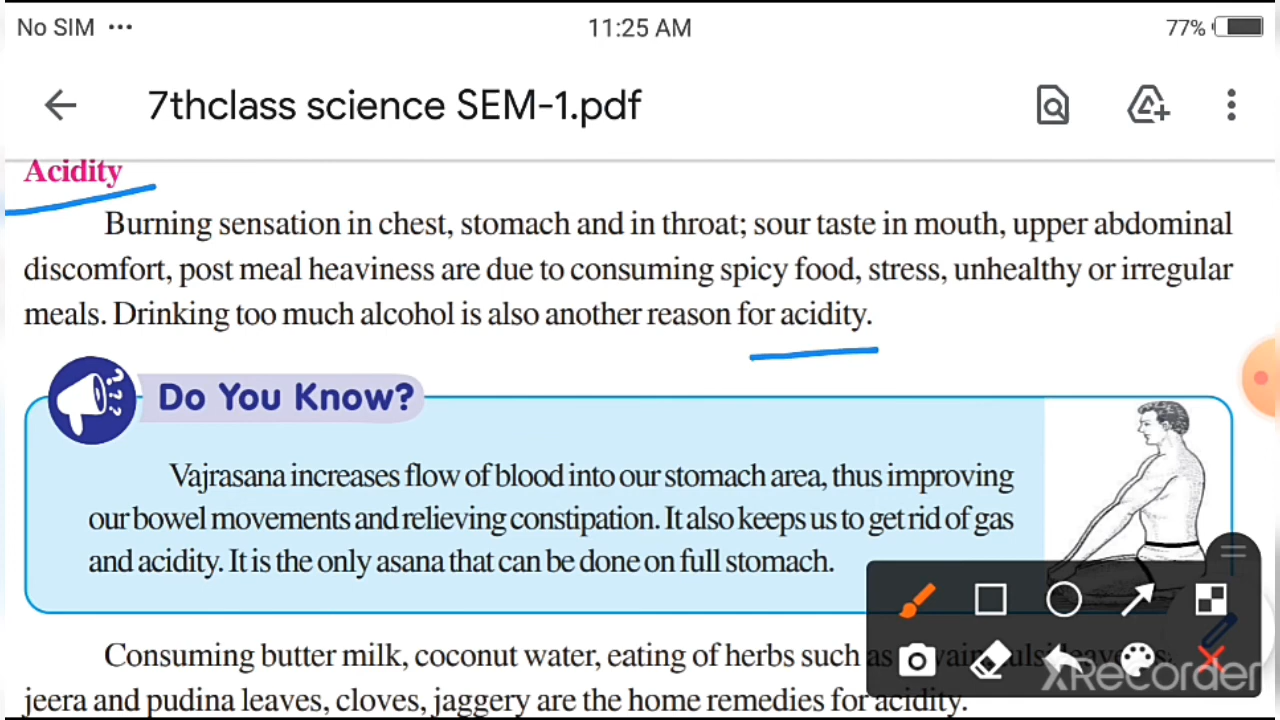 No SIM ···
11:25 AM
77%
7thclass science SEM-1.pdf
Acidity
Burning sensation in chest, stomach and in throat; sour taste in mouth, upper abdominal
discomfort, post meal heaviness are due to consuming spicy food, stress, unhealthy or irregular
meals. Drinking too much alcohol is also another reason for acidity.
Do You Know?
Vajrasana increases flow of blood into our stomach area, thus improving
our bowel movements and relieving constipation. It also keeps us to get rid of gas
and acidity. It is the only asana that can be done on full stomach.
Consuming butter milk, coconut water, eating of herbs such as
jeera and pudina leaves, cloves, jaggery are the home remedies for acidity.
XRecorder